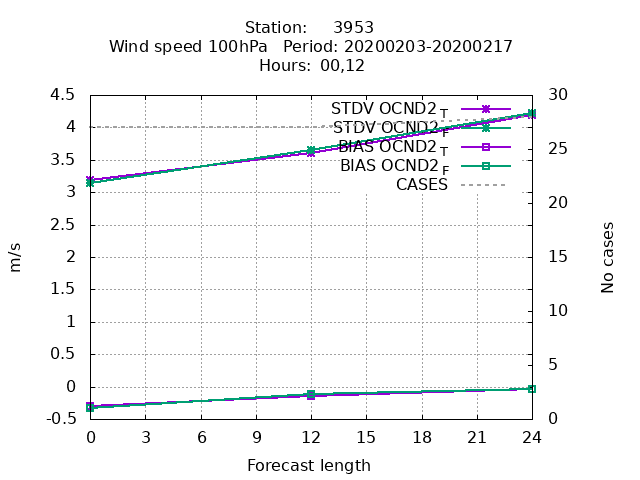 Station: 3953
Wind speed 100hPa Period: 20200203-20200217
Hours: 00,12
4.5
4
3.5
3
2.5
2
1.5
1
0.5
0
-0.5
30
25
20
15
10
5
0
STDV OCND2_T
STDV OCND2_F
BIAS OCND2_T
BIAS OCND2_F
CASES
m/s
No cases
0 3 6 9 12 15 18 21 24
Forecast length